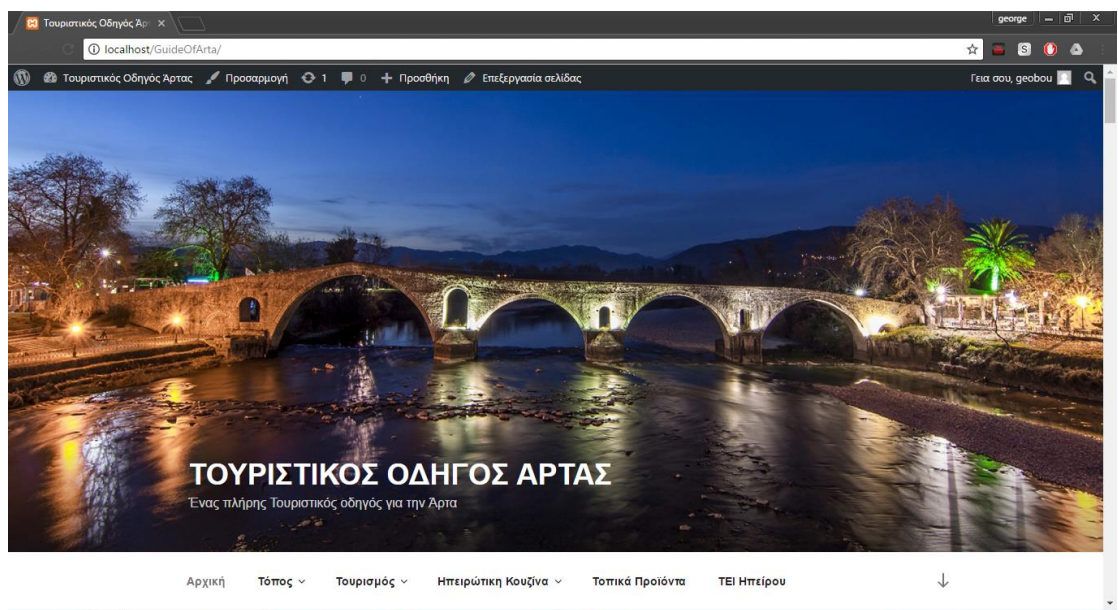 Τουριστικός Οδηγός Άρτ
george
localhost/GuideOfArta/
Τουριστικός Οδηγός Άρτας Προσαρμογή 1 0 Προσθήκη Επεξεργασία σελίδας Γεια σου, geobou
ΤΟΥΡΙΣΤΙΚΟΣ ΟΔΗΓΟΣ ΑΡΤΑΣ
Ένας πλήρης Τουριστικός οδηγός για την Άρτα
Αρχική Τόπος Τουρισμός Ηπειρώτικη Κουζίνα Τοπικά Προϊόντα ΤΕΙ Ηπείρου